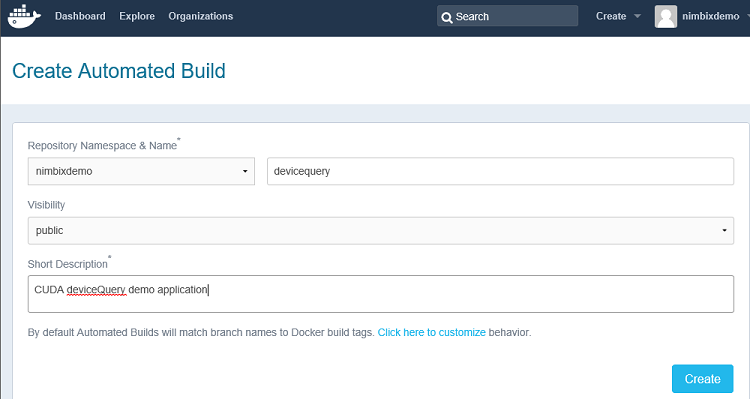 Dashboard Explore Organizations Search Create nimbixdemo
Create Automated Build
Repository Namespace & Name*
nimbixdemo devicequery
Visibility
public
Short Description*
CUDA deviceQuery demo application
By default Automated Builds will match branch names to Docker build tags. Click here to customize behavior.
Create